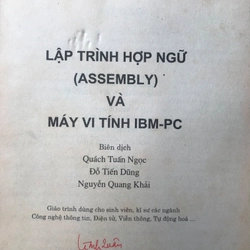 LẬP TRÌNH HỢP NGỮ
(ASSEMBLY)
VÀ
MÁY VI TÍNH IBM-PC
Biên dịch
Quách Tuấn Ngọc
Đỗ Tiến Dũng
Nguyễn Quang Khải
Giáo trình dùng cho sinh viên, kĩ sư các ngành
Công nghệ thông tin, Điện tử, Viễn thông, Tự động hoá ...